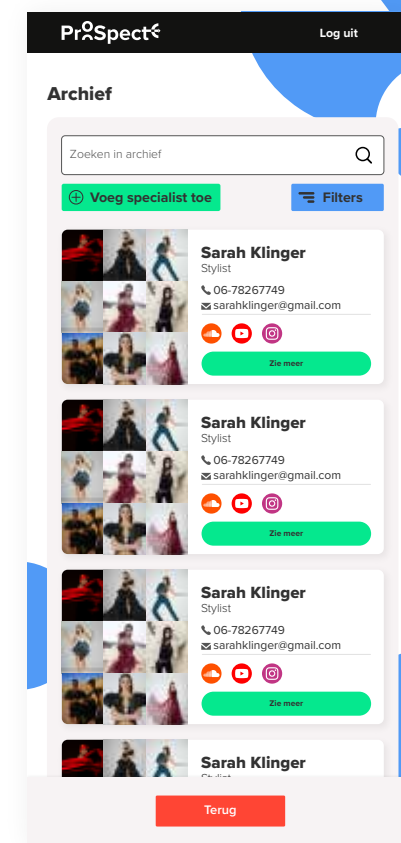 PrOSpect
Log uit
Archief
Zoeken in archief
Voeg specialist toe
Filters
Sarah Klinger
Stylist
06-78267749
sarahklinger@gmail.com
Zie meer
Sarah Klinger
Stylist
06-78267749
sarahklinger@gmail.com
Zie meer
Sarah Klinger
Stylist
06-78267749
sarahklinger@gmail.com
Zie meer
Sarah Klinger
Terug